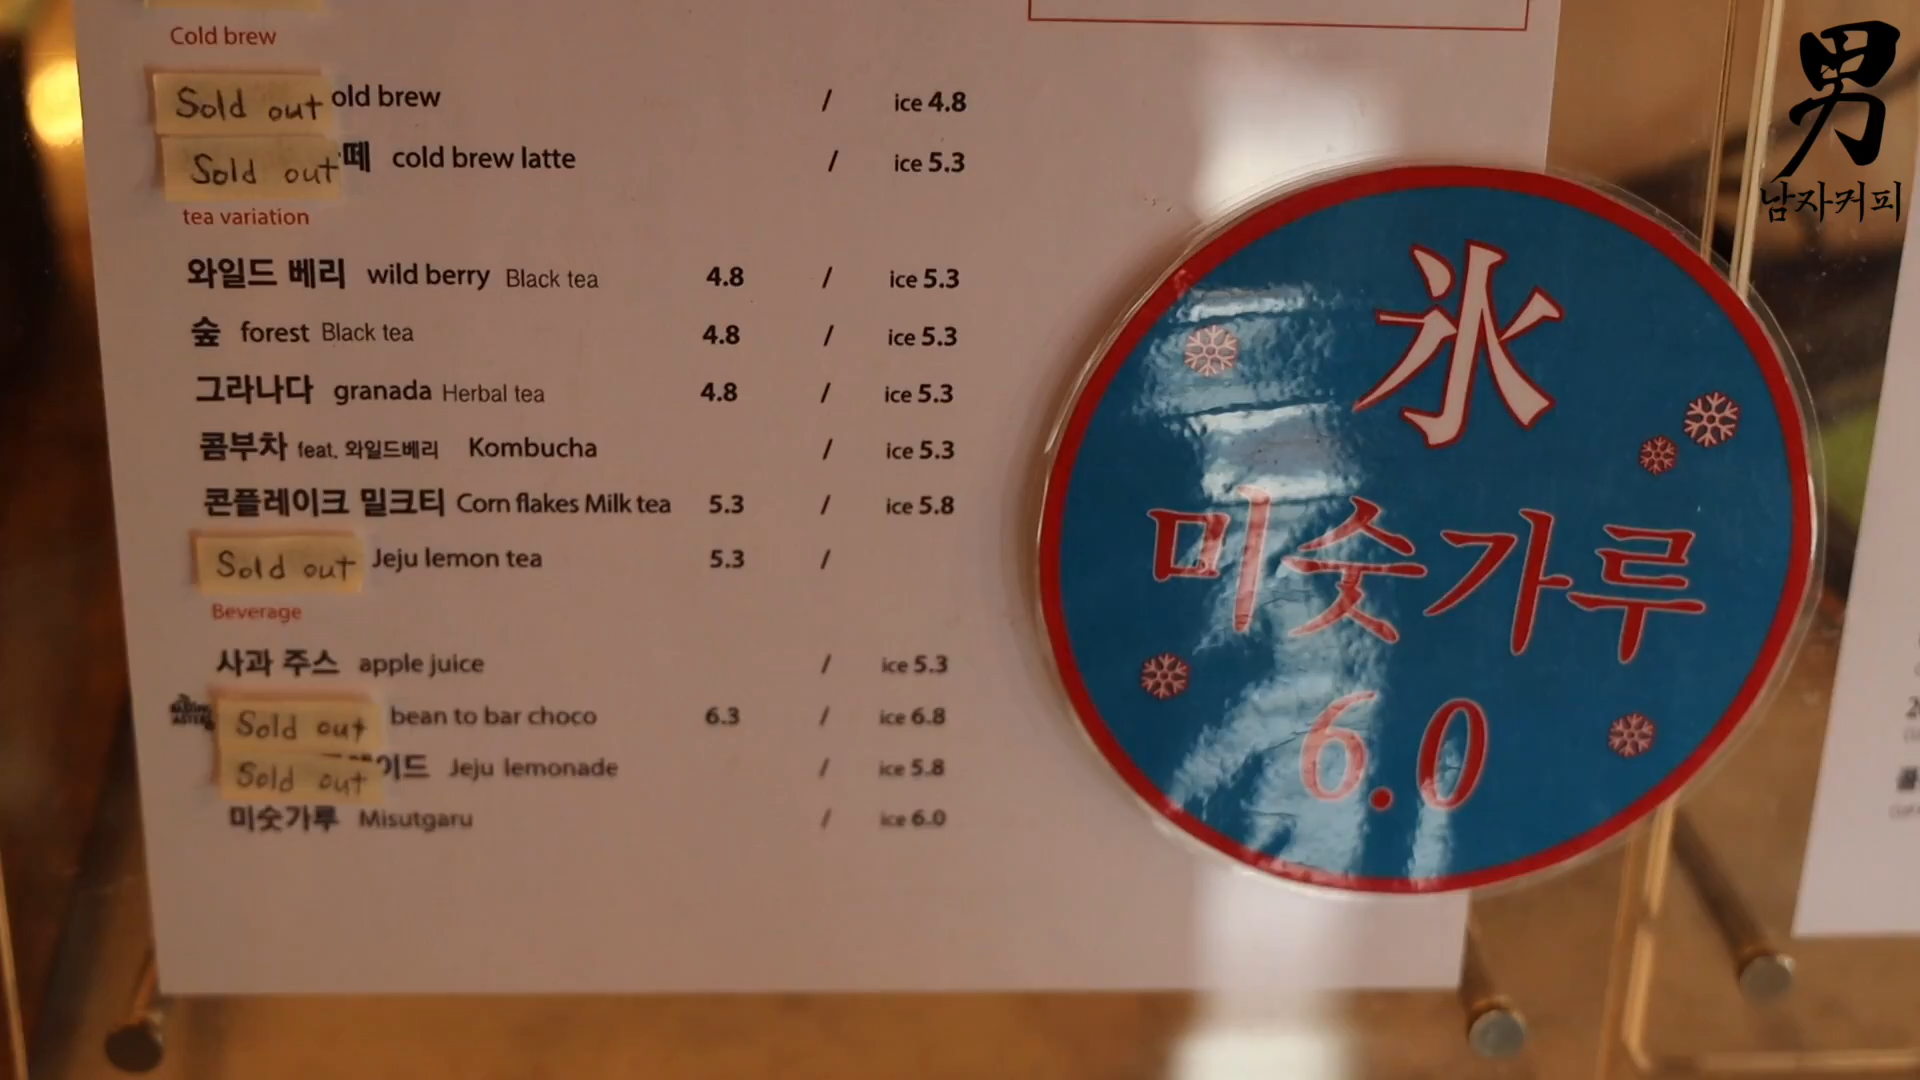 Cold brew
Sold out old brew / ice 4.8
Sold out 떼 cold brew latte / ice 5.3
tea variation
와일드 베리 wild berry Black tea 4.8 / ice 5.3
숲 forest Black tea 4.8 / ice 5.3
그라나다 granada Herbal tea 4.8 / ice 5.3
콤부차 feat. 와일드베리 Kombucha / ice 5.3
콘플레이크 밀크티 Corn flakes Milk tea 5.3 / ice 5.8
Sold out Jeju lemon tea 5.3 /
Beverage
사과 주스 apple juice / ice 5.3
Sold out bean to bar choco 6.3 / ice 6.8
Sold out 이드 Jeju lemonade / ice 5.8
미숫가루 Misutgaru / ice 6.0
氷
미숫가루
6.0
男
남자커피